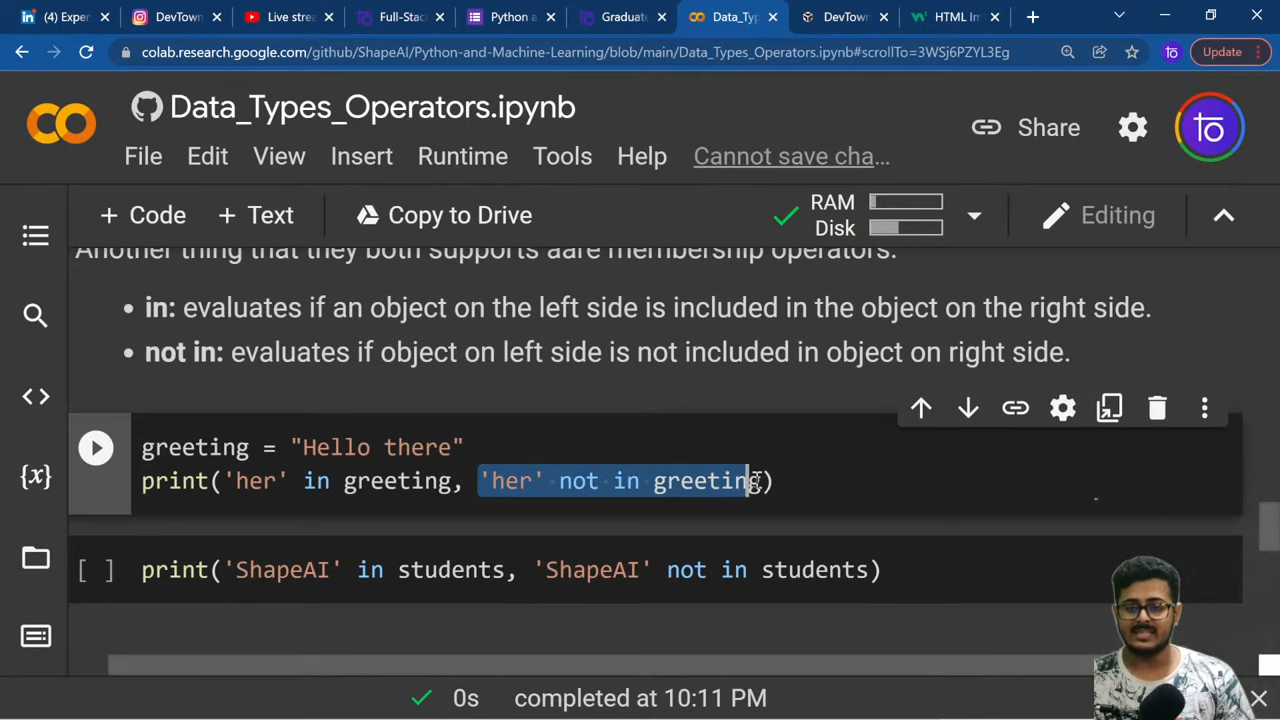 in (4) Exper
DevTown
Live stre
Full-Stac
Python a
Graduat
Data_Typ
DevTown
HTML Im
colab.research.google.com/github/ShapeAI/Python-and-Machine-Learning/blob/main/Data_Types_Operators.ipynb#scrollTo=3WSj6PZYL3Eg
Update
Data_Types_Operators.ipynb
Share
File Edit View Insert Runtime Tools Help Cannot save cha…
+ Code + Text Copy to Drive
RAM
Disk
Editing
Another thing that they both supports aare membership operators.
• in: evaluates if an object on the left side is included in the object on the right side.
• not in: evaluates if object on left side is not included in object on right side.
greeting = "Hello there"
print('her' in greeting, 'her' not in greeting)
[ ] print('ShapeAI' in students, 'ShapeAI' not in students)
0s completed at 10:11 PM